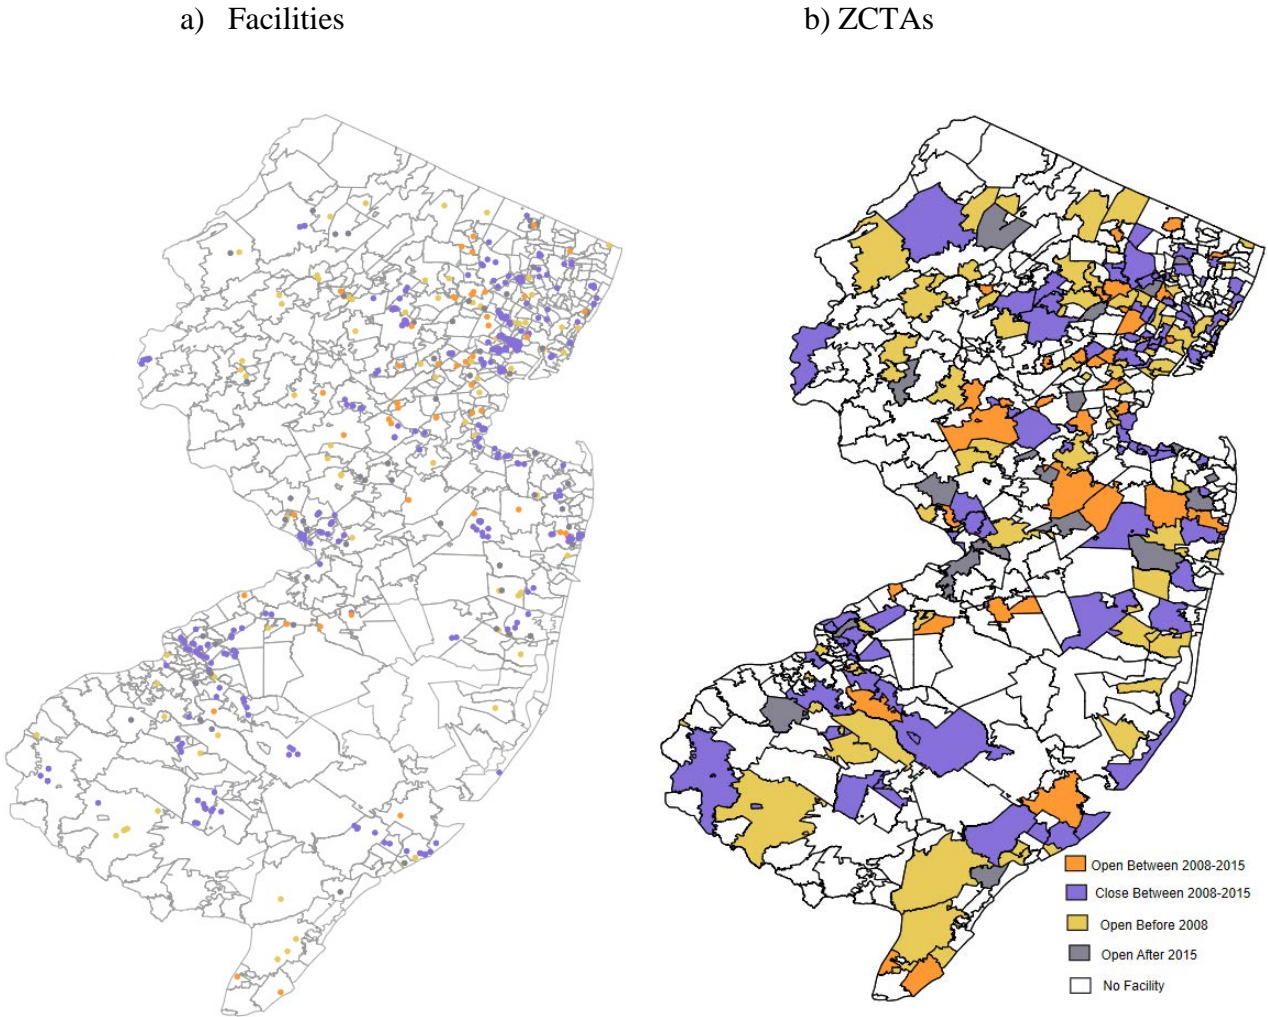 a) Facilities
b) ZCTAs
Open Between 2008-2015
Close Between 2008-2015
Open Before 2008
Open After 2015
No Facility